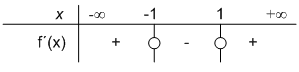 x -∞ -1 1 +∞
f´(x) + - +